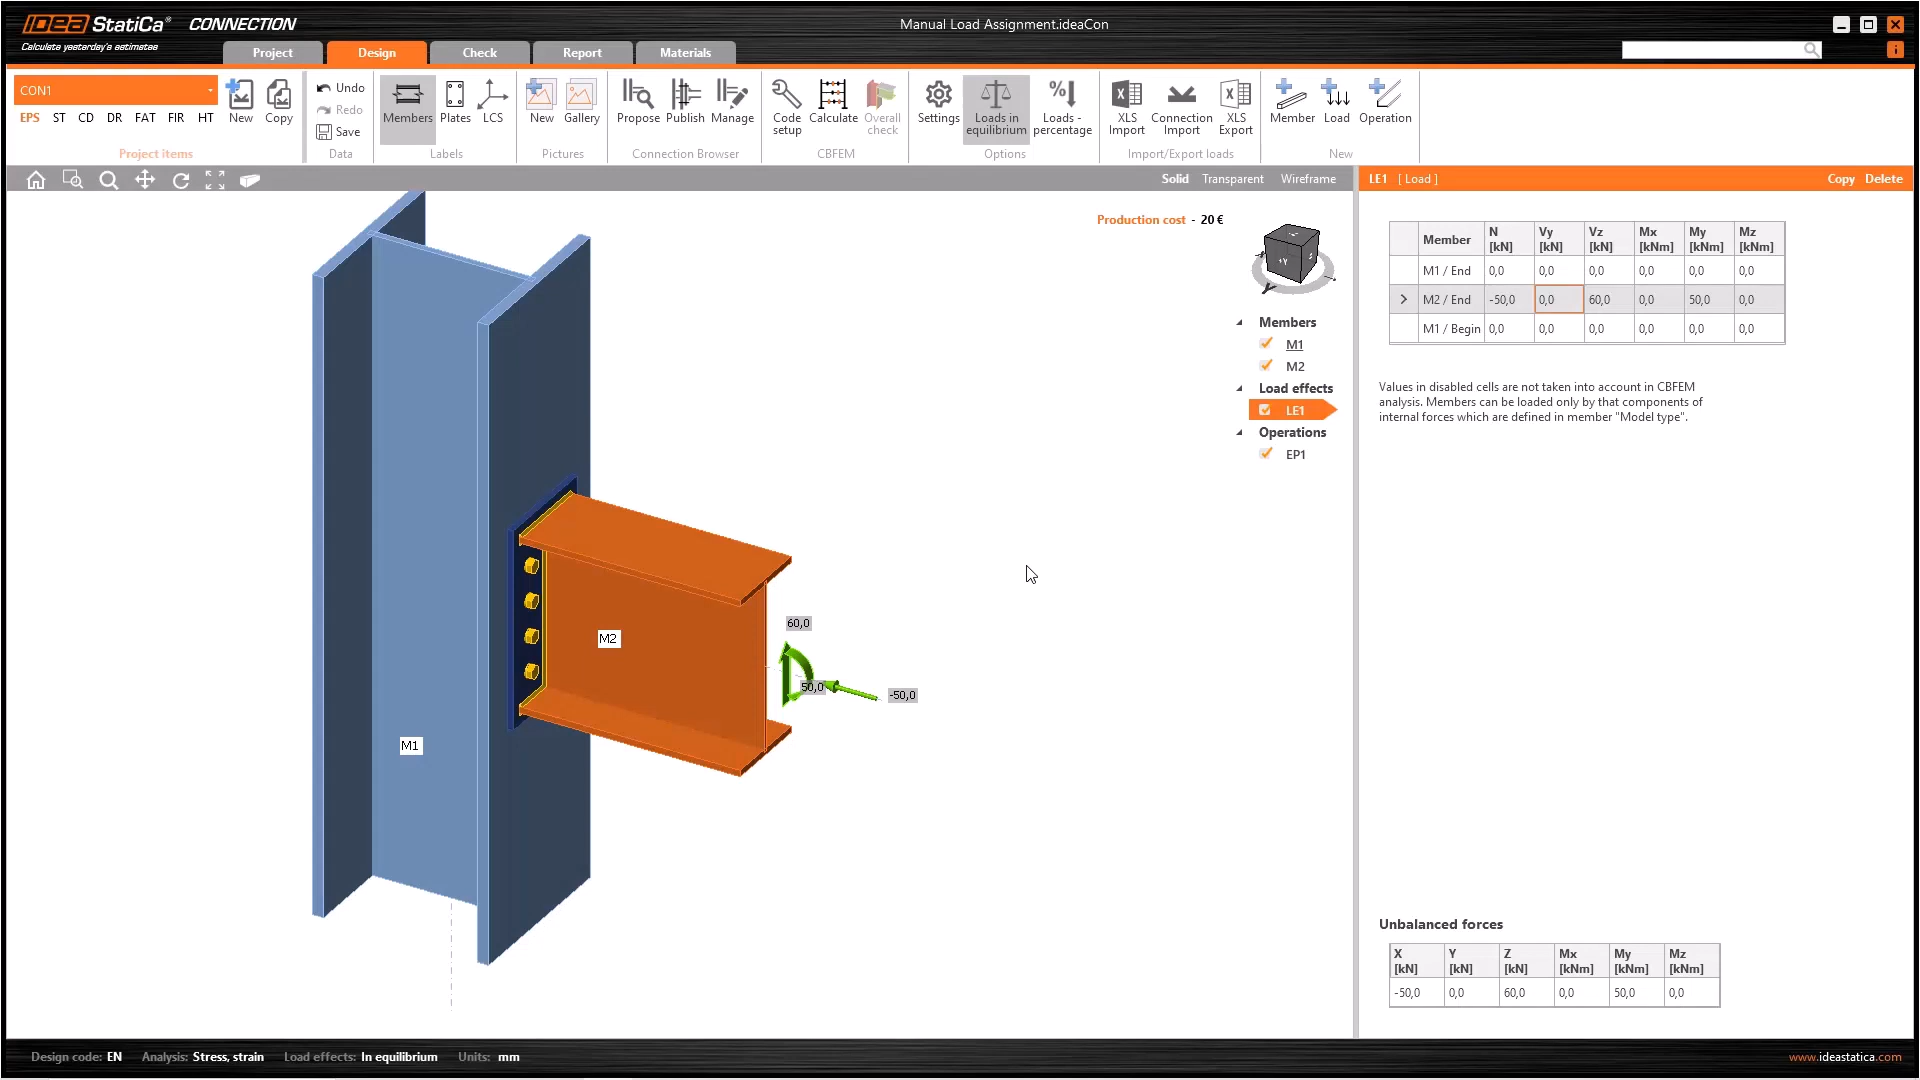 IDEA StatiCa® CONNECTION
Calculate yesterday's estimates
Manual Load Assignment.ideaCon
Project Design Check Report Materials
CON1
EPS ST CD DR FAT FIR HT
New Copy
Project items
Undo
Redo
Save
Data
Members Plates LCS
Labels
New Gallery
Pictures
Propose Publish Manage
Connection Browser
Code setup Calculate Overall check
CBFEM
Settings Loads in equilibrium Loads - percentage
Options
XLS Import Connection Import XLS Export
Import/Export loads
Member Load Operation
New
Solid Transparent Wireframe
LE1 [ Load ] Copy Delete
Production cost - 20 €
+Y
Members
M1
M2
Load effects
LE1
Operations
EP1
Member N [kN] Vy [kN] Vz [kN] Mx [kNm] My [kNm] Mz [kNm]
M1 / End 0,0 0,0 0,0 0,0 0,0 0,0
> M2 / End -50,0 0,0 60,0 0,0 50,0 0,0
M1 / Begin 0,0 0,0 0,0 0,0 0,0 0,0
Values in disabled cells are not taken into account in CBFEM
analysis. Members can be loaded only by that components of
internal forces which are defined in member "Model type".
60,0
M2
50,0
-50,0
M1
Unbalanced forces
X [kN] Y [kN] Z [kN] Mx [kNm] My [kNm] Mz [kNm]
-50,0 0,0 60,0 0,0 50,0 0,0
Design code: EN Analysis: Stress, strain Load effects: In equilibrium Units: mm
www.ideastatica.com